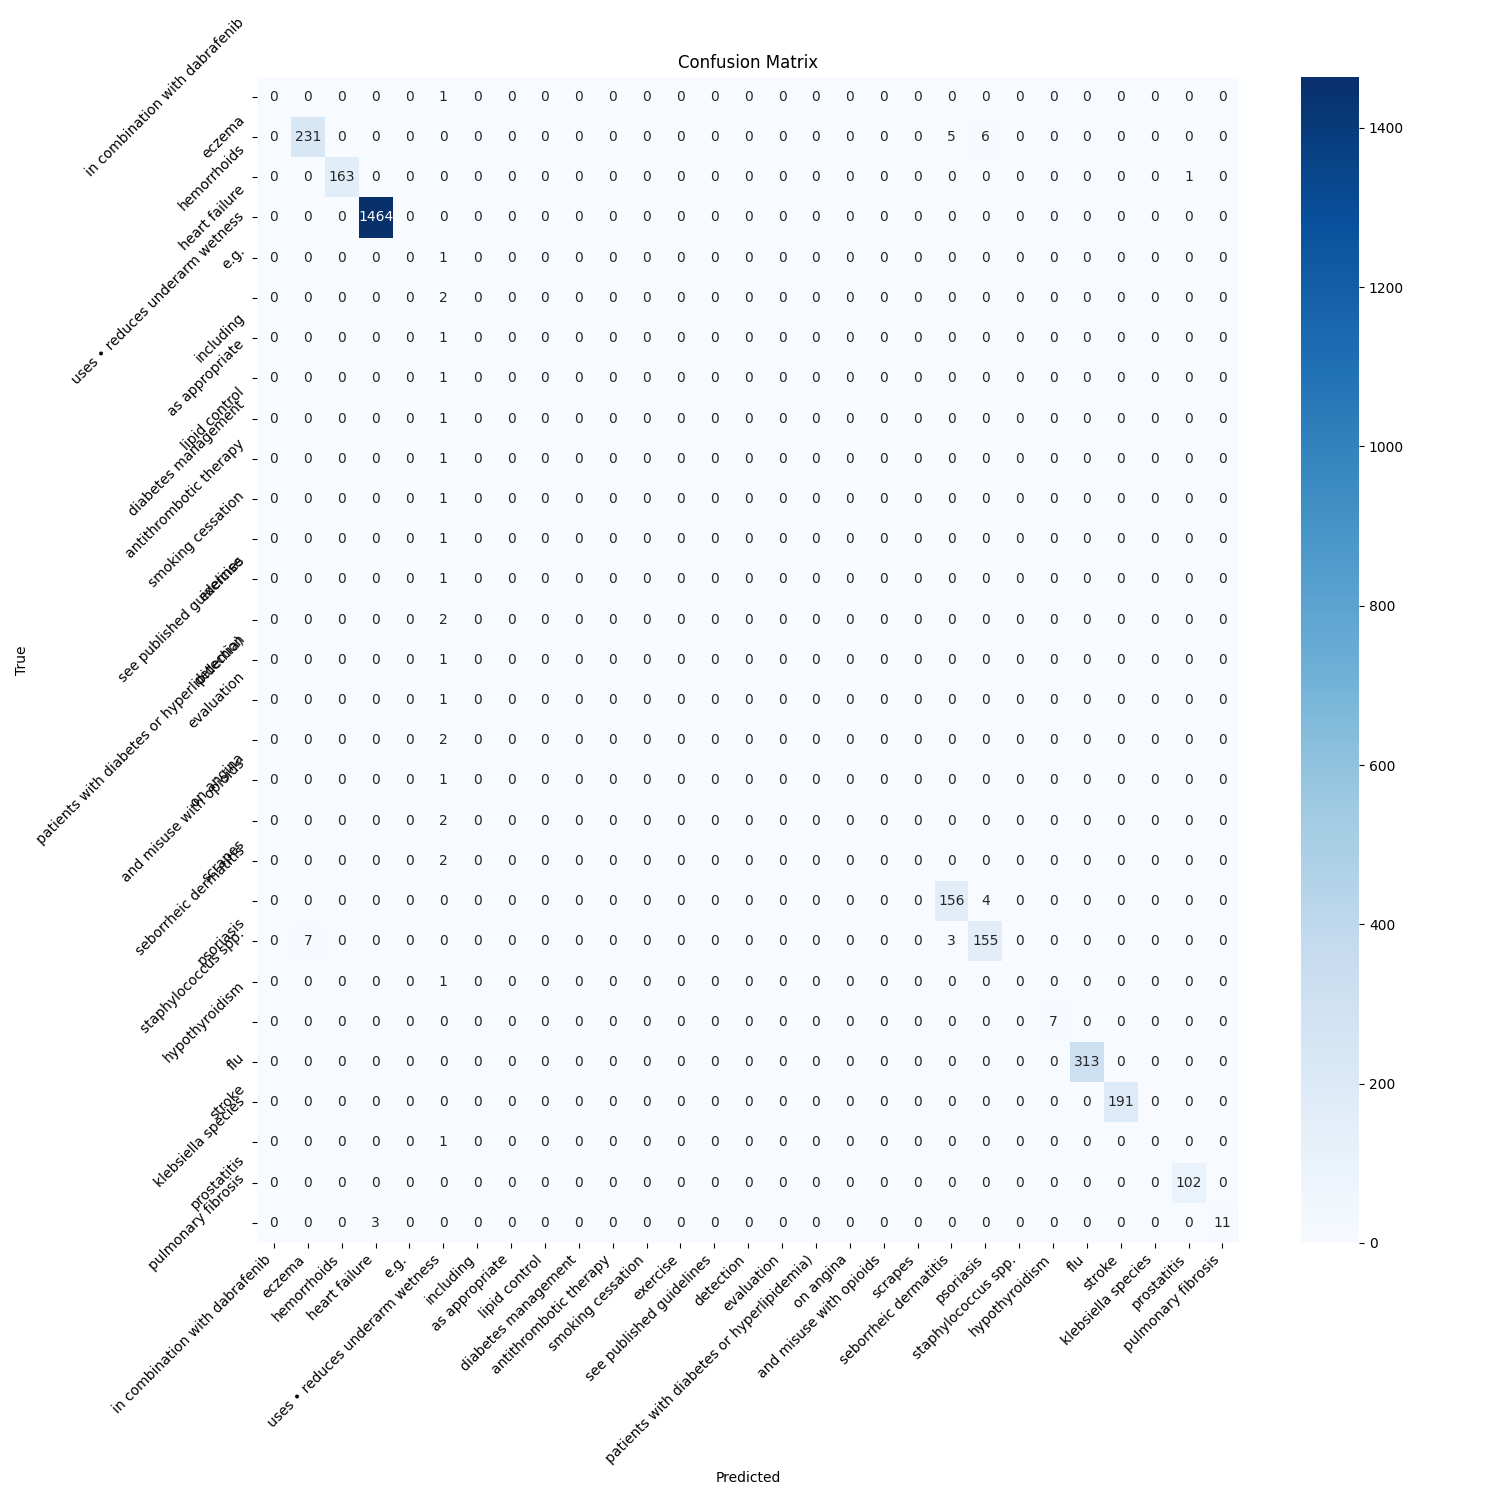 Confusion Matrix
True
in combination with dabrafenib 0 0 0 0 0 1 0 0 0 0 0 0 0 0 0 0 0 0 0 0 0 0 0 0 0 0 0 0 0
eczema 0 231 0 0 0 0 0 0 0 0 0 0 0 0 0 0 0 0 0 0 5 6 0 0 0 0 0 0 0
hemorrhoids 0 0 163 0 0 0 0 0 0 0 0 0 0 0 0 0 0 0 0 0 0 0 0 0 0 0 0 1 0
heart failure 0 0 0 1464 0 0 0 0 0 0 0 0 0 0 0 0 0 0 0 0 0 0 0 0 0 0 0 0 0
e.g. 0 0 0 0 0 1 0 0 0 0 0 0 0 0 0 0 0 0 0 0 0 0 0 0 0 0 0 0 0
uses • reduces underarm wetness 0 0 0 0 0 2 0 0 0 0 0 0 0 0 0 0 0 0 0 0 0 0 0 0 0 0 0 0 0
including 0 0 0 0 0 1 0 0 0 0 0 0 0 0 0 0 0 0 0 0 0 0 0 0 0 0 0 0 0
as appropriate 0 0 0 0 0 1 0 0 0 0 0 0 0 0 0 0 0 0 0 0 0 0 0 0 0 0 0 0 0
lipid control 0 0 0 0 0 1 0 0 0 0 0 0 0 0 0 0 0 0 0 0 0 0 0 0 0 0 0 0 0
diabetes management 0 0 0 0 0 1 0 0 0 0 0 0 0 0 0 0 0 0 0 0 0 0 0 0 0 0 0 0 0
antithrombotic therapy 0 0 0 0 0 1 0 0 0 0 0 0 0 0 0 0 0 0 0 0 0 0 0 0 0 0 0 0 0
smoking cessation 0 0 0 0 0 1 0 0 0 0 0 0 0 0 0 0 0 0 0 0 0 0 0 0 0 0 0 0 0
exercise 0 0 0 0 0 1 0 0 0 0 0 0 0 0 0 0 0 0 0 0 0 0 0 0 0 0 0 0 0
see published guidelines 0 0 0 0 0 2 0 0 0 0 0 0 0 0 0 0 0 0 0 0 0 0 0 0 0 0 0 0 0
detection 0 0 0 0 0 1 0 0 0 0 0 0 0 0 0 0 0 0 0 0 0 0 0 0 0 0 0 0 0
evaluation 0 0 0 0 0 1 0 0 0 0 0 0 0 0 0 0 0 0 0 0 0 0 0 0 0 0 0 0 0
patients with diabetes or hyperlipidemia) 0 0 0 0 0 2 0 0 0 0 0 0 0 0 0 0 0 0 0 0 0 0 0 0 0 0 0 0 0
on angina 0 0 0 0 0 1 0 0 0 0 0 0 0 0 0 0 0 0 0 0 0 0 0 0 0 0 0 0 0
and misuse with opioids 0 0 0 0 0 2 0 0 0 0 0 0 0 0 0 0 0 0 0 0 0 0 0 0 0 0 0 0 0
scrapes 0 0 0 0 0 2 0 0 0 0 0 0 0 0 0 0 0 0 0 0 0 0 0 0 0 0 0 0 0
seborrheic dermatitis 0 0 0 0 0 0 0 0 0 0 0 0 0 0 0 0 0 0 0 0 156 4 0 0 0 0 0 0 0
psoriasis 0 7 0 0 0 0 0 0 0 0 0 0 0 0 0 0 0 0 0 0 3 155 0 0 0 0 0 0 0
staphylococcus spp. 0 0 0 0 0 1 0 0 0 0 0 0 0 0 0 0 0 0 0 0 0 0 0 0 0 0 0 0 0
hypothyroidism 0 0 0 0 0 0 0 0 0 0 0 0 0 0 0 0 0 0 0 0 0 0 0 7 0 0 0 0 0
flu 0 0 0 0 0 0 0 0 0 0 0 0 0 0 0 0 0 0 0 0 0 0 0 0 313 0 0 0 0
stroke 0 0 0 0 0 0 0 0 0 0 0 0 0 0 0 0 0 0 0 0 0 0 0 0 0 191 0 0 0
klebsiella species 0 0 0 0 0 1 0 0 0 0 0 0 0 0 0 0 0 0 0 0 0 0 0 0 0 0 0 0 0
prostatitis 0 0 0 0 0 0 0 0 0 0 0 0 0 0 0 0 0 0 0 0 0 0 0 0 0 0 0 102 0
pulmonary fibrosis 0 0 0 3 0 0 0 0 0 0 0 0 0 0 0 0 0 0 0 0 0 0 0 0 0 0 0 0 11
in combination with dabrafenib
eczema
hemorrhoids
heart failure
e.g.
uses • reduces underarm wetness
including
as appropriate
lipid control
diabetes management
antithrombotic therapy
smoking cessation
exercise
see published guidelines
detection
evaluation
patients with diabetes or hyperlipidemia)
on angina
and misuse with opioids
scrapes
seborrheic dermatitis
psoriasis
staphylococcus spp.
hypothyroidism
flu
stroke
klebsiella species
prostatitis
pulmonary fibrosis
Predicted
1400
1200
1000
800
600
400
200
0